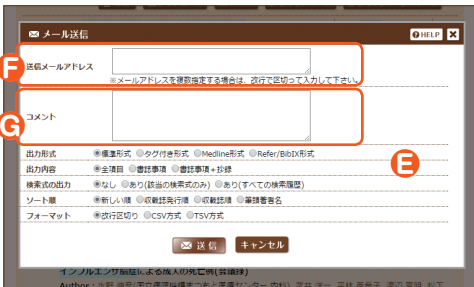 メール送信
HELP
F
送信メールアドレス
※メールアドレスを複数指定する場合は、改行で区切って入力して下さい。
G
コメント
出力形式 標準形式 タグ付き形式 Medline形式 Refer/BibIX形式
E
出力内容 全項目 書誌事項 書誌事項+抄録
検索式の出力 なし あり(該当の検索式のみ) あり(すべての検索履歴)
ソート順 新しい順 収載誌発行順 収載誌順 筆頭著者名
フォーマット 改行区切り CSV方式 TSV方式
送信 キャンセル
インフルエンザ脳症による成人の死亡例(会議録)
Author :